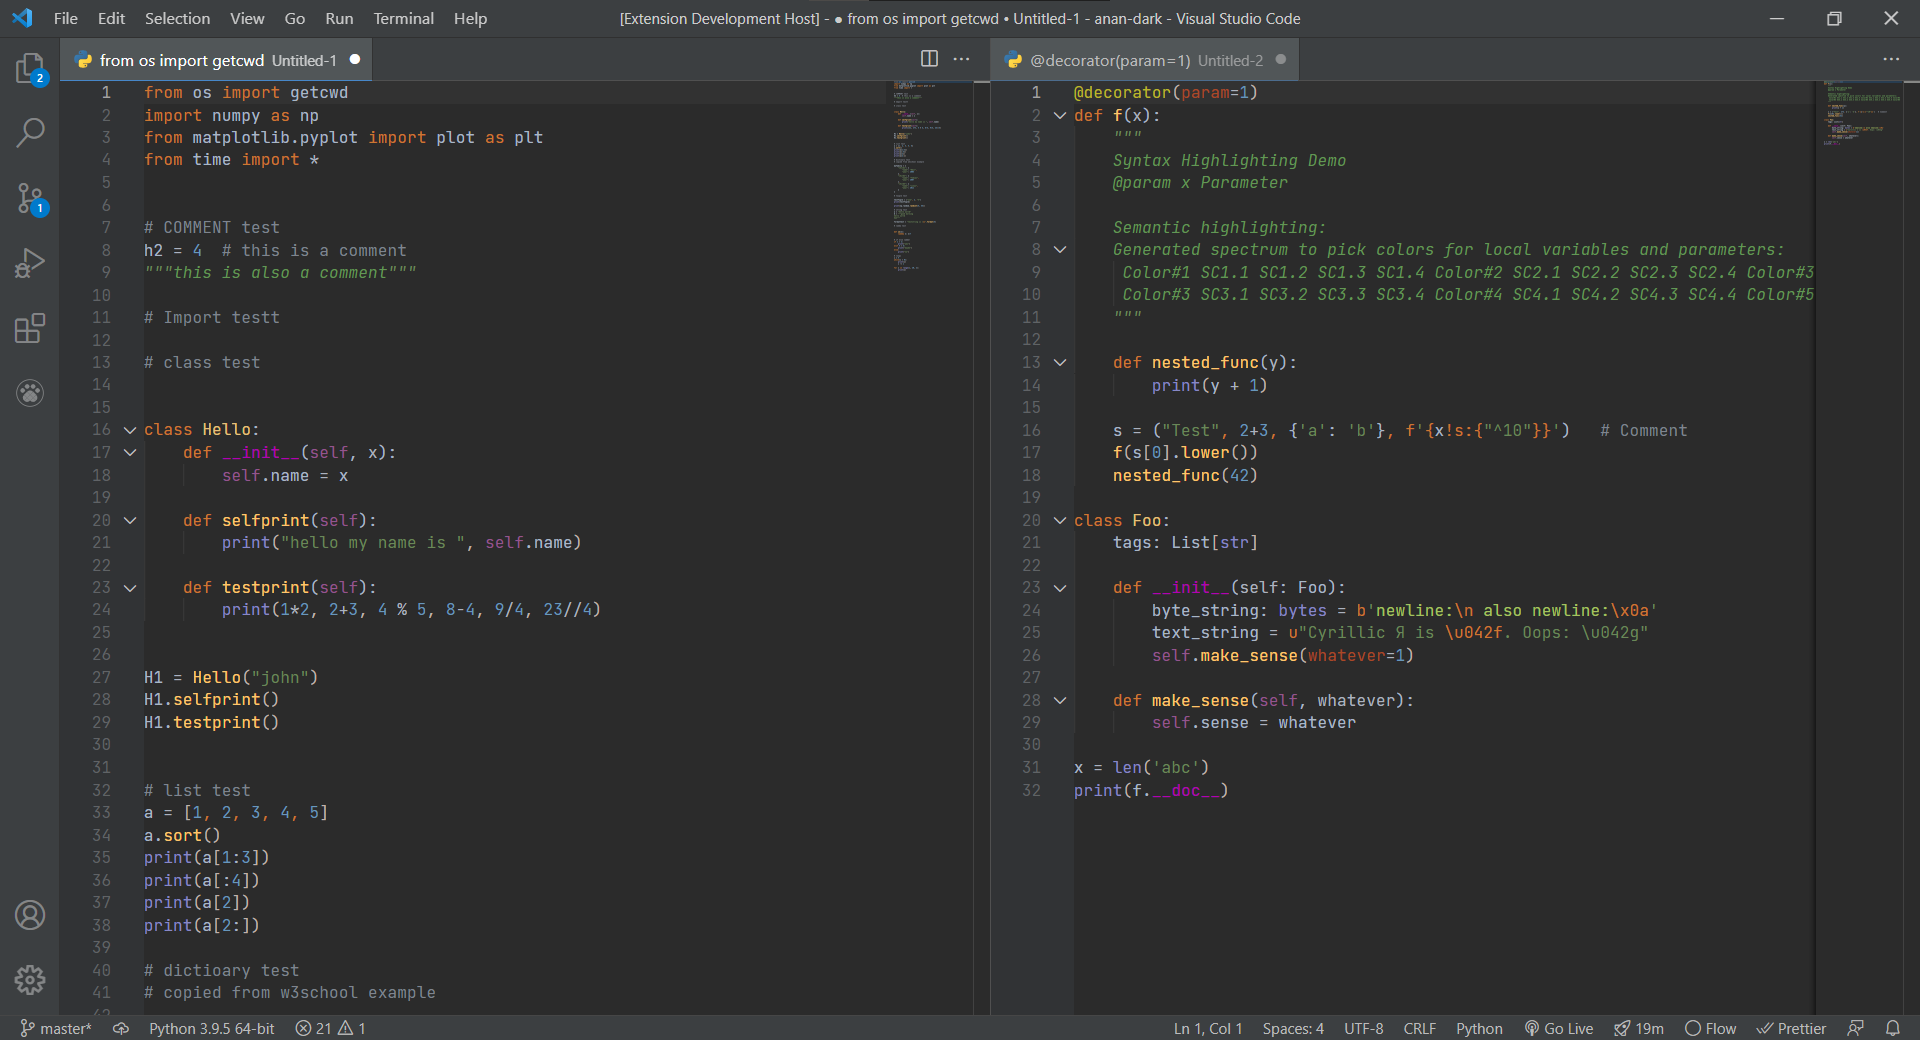 File Edit Selection View Go Run Terminal Help
[Extension Development Host] - ● from os import getcwd • Untitled-1 - anan-dark - Visual Studio Code
from os import getcwd Untitled-1
2
1
1 from os import getcwd
2 import numpy as np
3 from matplotlib.pyplot import plot as plt
4 from time import *
5
6
7 # COMMENT test
8 h2 = 4  # this is a comment
9 """this is also a comment"""
10
11 # Import testt
12
13 # class test
14
15
16 class Hello:
17     def __init__(self, x):
18         self.name = x
19
20     def selfprint(self):
21         print("hello my name is ", self.name)
22
23     def testprint(self):
24         print(1*2, 2+3, 4 % 5, 8-4, 9/4, 23//4)
25
26
27 H1 = Hello("john")
28 H1.selfprint()
29 H1.testprint()
30
31
32 # list test
33 a = [1, 2, 3, 4, 5]
34 a.sort()
35 print(a[1:3])
36 print(a[:4])
37 print(a[2])
38 print(a[2:])
39
40 # dictioary test
41 # copied from w3school example
@decorator(param=1) Untitled-2
1 @decorator(param=1)
2 def f(x):
3     """
4     Syntax Highlighting Demo
5     @param x Parameter
6
7     Semantic highlighting:
8     Generated spectrum to pick colors for local variables and parameters:
9      Color#1 SC1.1 SC1.2 SC1.3 SC1.4 Color#2 SC2.1 SC2.2 SC2.3 SC2.4 Color#3
10      Color#3 SC3.1 SC3.2 SC3.3 SC3.4 Color#4 SC4.1 SC4.2 SC4.3 SC4.4 Color#5
11     """
12
13     def nested_func(y):
14         print(y + 1)
15
16     s = ("Test", 2+3, {'a': 'b'}, f'{x!s:{"^10"}}')   # Comment
17     f(s[0].lower())
18     nested_func(42)
19
20 class Foo:
21     tags: List[str]
22
23     def __init__(self: Foo):
24         byte_string: bytes = b'newline:\n also newline:\x0a'
25         text_string = u"Cyrillic Я is \u042f. Oops: \u042g"
26         self.make_sense(whatever=1)
27
28     def make_sense(self, whatever):
29         self.sense = whatever
30
31 x = len('abc')
32 print(f.__doc__)
master* Python 3.9.5 64-bit 21 1
Ln 1, Col 1 Spaces: 4 UTF-8 CRLF Python Go Live 19m Flow Prettier